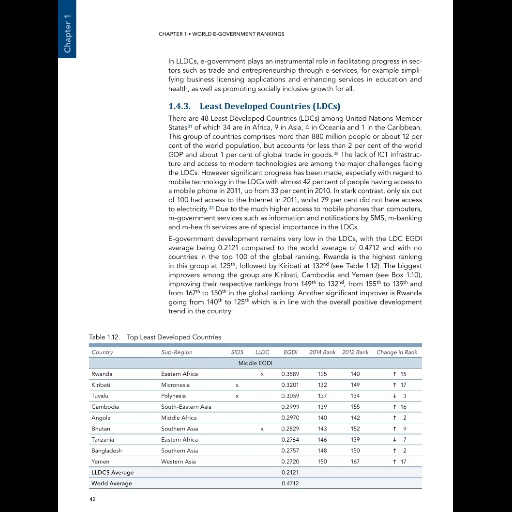 Chapter 1
CHAPTER 1 • WORLD E-GOVERNMENT RANKINGS
In LLDCs, e-government plays an instrumental role in facilitating progress in sec-
tors such as trade and entrepreneurship through e-services, for example simpli-
fying business licensing applications and enhancing services in education and
health, as well as promoting socially inclusive growth for all.
1.4.3. Least Developed Countries (LDCs)
There are 48 Least Developed Countries (LDCs) among United Nations Member
States of which 34 are in Africa, 9 in Asia, 4 in Oceania and 1 in the Caribbean.
This group of countries comprises more than 880 million people or about 12 per
cent of the world population, but accounts for less than 2 per cent of the world
GDP and about 1 per cent of global trade in goods. The lack of ICT infrastruc-
ture and access to modern technologies are among the major challenges facing
the LDCs. However significant progress has been made, especially with regard to
mobile technology in the LDCs with almost 42 per cent of people having access to
a mobile phone in 2011, up from 33 per cent in 2010. In stark contrast, only six out
of 100 had access to the Internet in 2011, whilst 79 per cent did not have access
to electricity. Due to the much higher access to mobile phones than computers,
m-government services such as information and notifications by SMS, m-banking
and m-health services are of special importance in the LDCs.
E-government development remains very low in the LDCs, with the LDC EGDI
average being 0.2121 compared to the world average of 0.4712 and with no
countries in the top 100 of the global ranking. Rwanda is the highest ranking
in this group at 125th, followed by Kiribati at 132nd (see Table 1.12). The biggest
improvers among the group are Kiribati, Cambodia and Yemen (see Box 1.10),
improving their respective rankings from 149th to 132nd, from 155th to 139th and
from 167th to 150th in the global ranking. Another significant improver is Rwanda
going from 140th to 125th which is in line with the overall positive development
trend in the country.
Table 1.12. Top Least Developed Countries
Country Sub-Region SIDS LLDC EGDI 2014 Rank 2012 Rank Change in Rank
Middle EGDI
Rwanda Eastern Africa x 0.3589 125 140 ↑ 15
Kiribati Micronesia x 0.3201 132 149 ↑ 17
Tuvalu Polynesia x 0.3059 137 134 ↓ 3
Cambodia South-Eastern Asia 0.2999 139 155 ↑ 16
Angola Middle Africa 0.2970 140 142 ↑ 2
Bhutan Southern Asia x 0.2829 143 152 ↑ 9
Tanzania Eastern Africa 0.2764 146 139 ↓ 7
Bangladesh Southern Asia 0.2757 148 150 ↑ 2
Yemen Western Asia 0.2720 150 167 ↑ 17
LLDCS Average 0.2121
World Average 0.4712
42